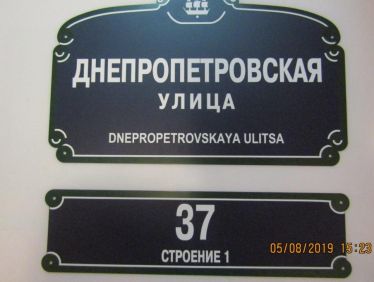 ДНЕПРОПЕТРОВСКАЯ
УЛИЦА
DNEPROPETROVSKAYA ULITSA
37
СТРОЕНИЕ 1
05/08/2019 15:23